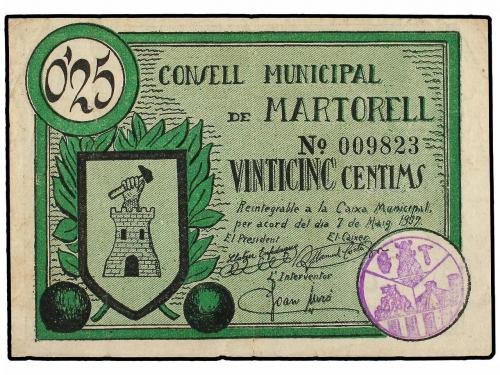 0'25
CONSELL MUNICIPAL
DE MARTORELL
Nº 009823
VINTICINC CENTIMS
Reintegrable a la Caixa Municipal,
per acord del dia 7 de Maig 1937.
El President El Caixer
L'Interventor
Joan